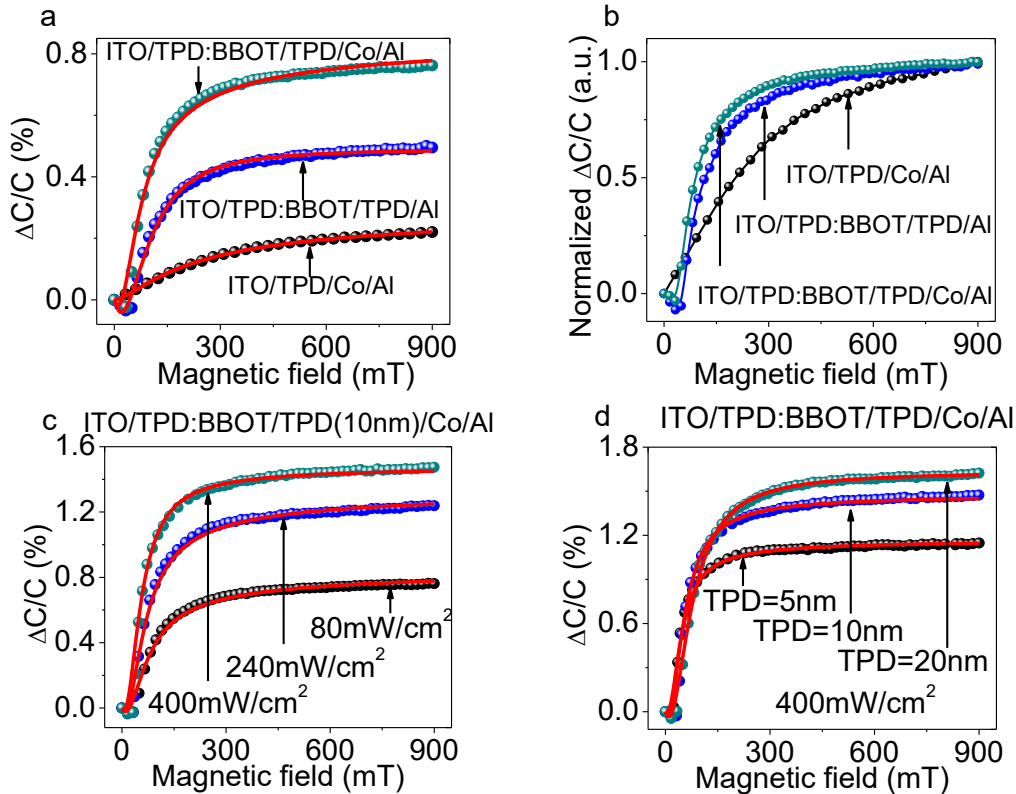 a
ΔC/C (%)
0.8
0.4
0.0
ITO/TPD:BBOT/TPD/Co/Al
ITO/TPD:BBOT/TPD/Al
ITO/TPD/Co/Al
0 300 600 900
Magnetic field (mT)
b
Normalized ΔC/C (a.u.)
1.0
0.5
0.0
ITO/TPD/Co/Al
ITO/TPD:BBOT/TPD/Al
ITO/TPD:BBOT/TPD/Co/Al
0 150 300 450 600 750 900
Magnetic field (mT)
c
ITO/TPD:BBOT/TPD(10nm)/Co/Al
ΔC/C (%)
1.6
1.2
0.8
0.4
0.0
80mW/cm²
240mW/cm²
400mW/cm²
0 300 600 900
Magnetic field (mT)
d
ITO/TPD:BBOT/TPD/Co/Al
ΔC/C (%)
1.8
1.2
0.6
0.0
TPD=5nm
TPD=10nm
TPD=20nm
400mW/cm²
0 300 600 900
Magnetic field (mT)